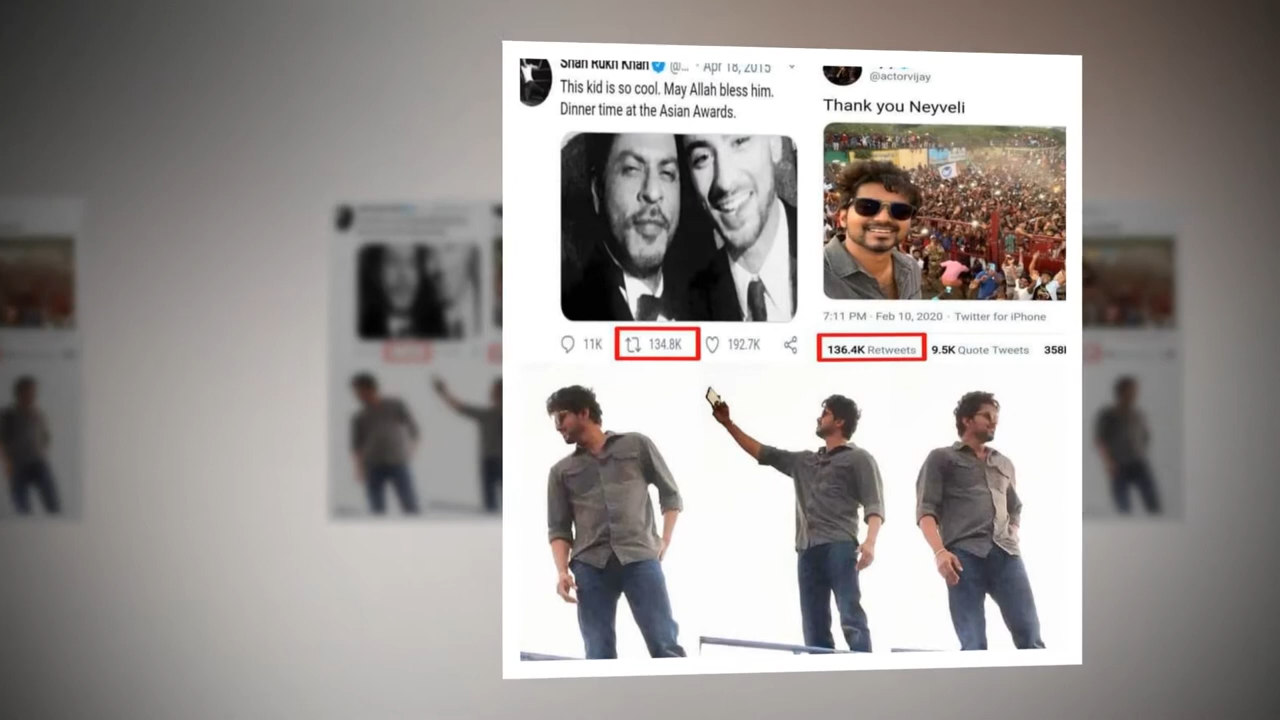 Shah Rukh Khan @... · Apr 18, 2015
This kid is so cool. May Allah bless him.
Dinner time at the Asian Awards.
11K 134.8K 192.7K
@actorvijay
Thank you Neyveli
7:11 PM · Feb 10, 2020 · Twitter for iPhone
136.4K Retweets 9.5K Quote Tweets 358